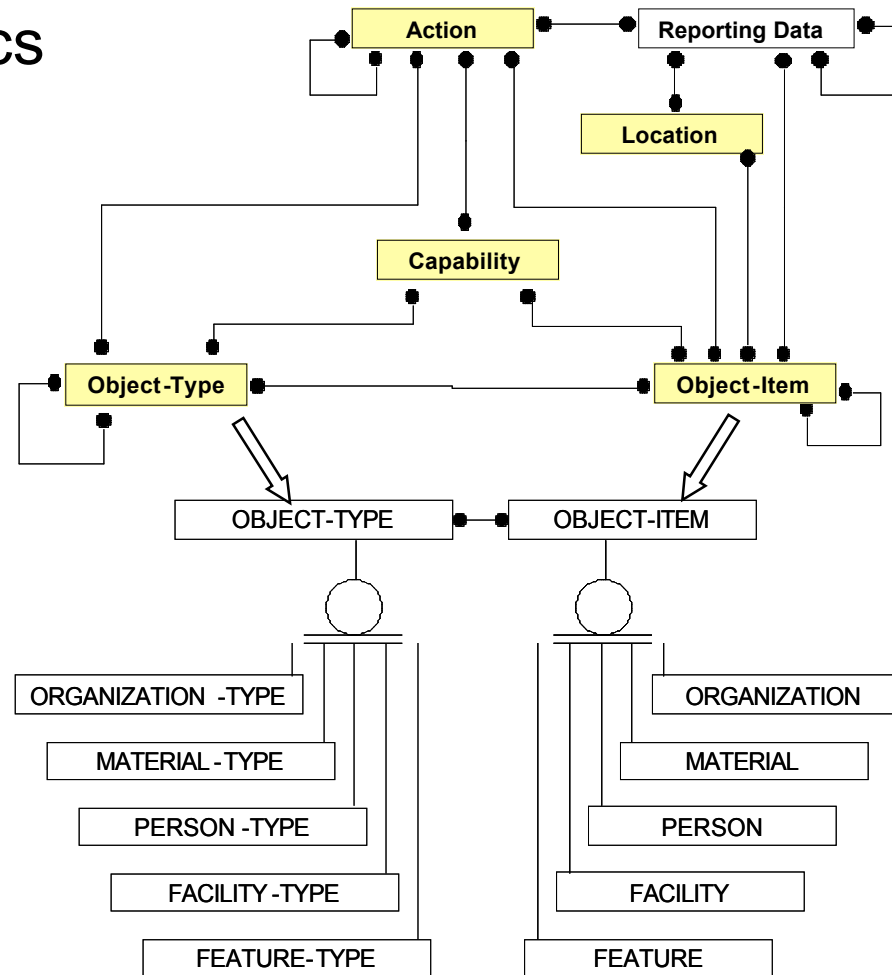 cs
Action
Reporting Data
Location
Capability
Object-Type
Object-Item
OBJECT-TYPE
OBJECT-ITEM
ORGANIZATION -TYPE
ORGANIZATION
MATERIAL-TYPE
MATERIAL
PERSON -TYPE
PERSON
FACILITY-TYPE
FACILITY
FEATURE-TYPE
FEATURE